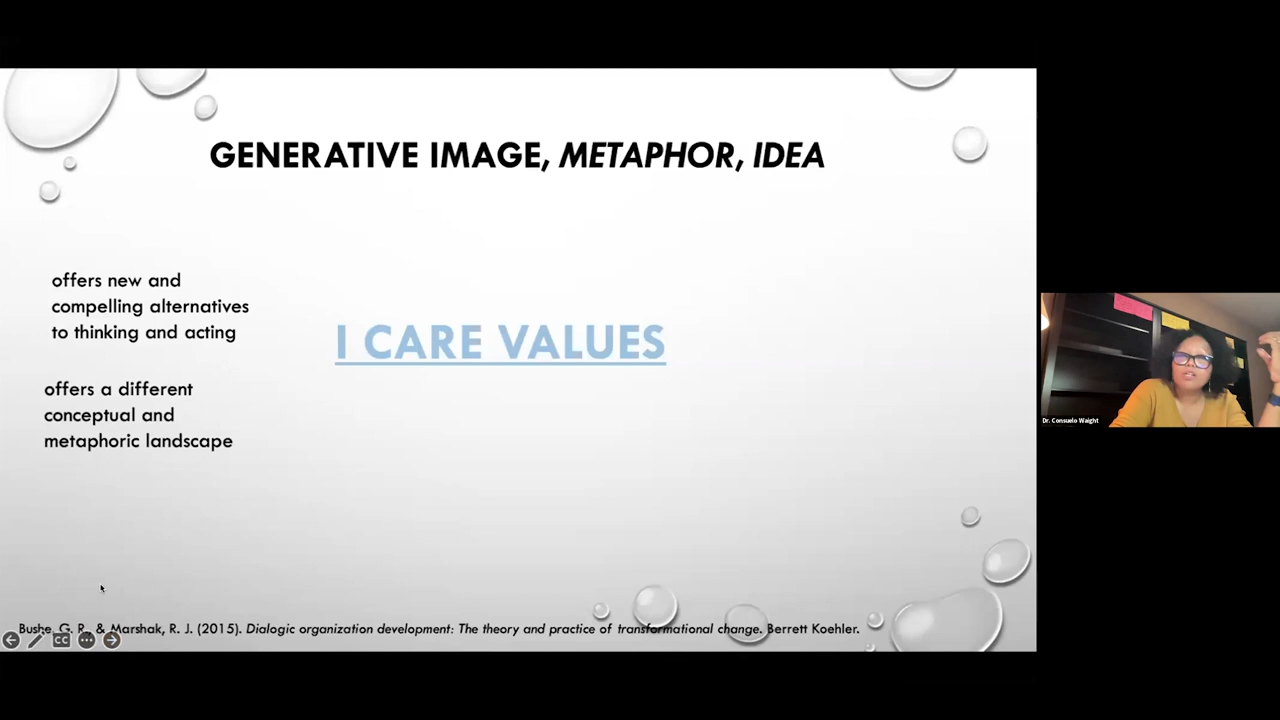 GENERATIVE IMAGE, METAPHOR, IDEA
offers new and
compelling alternatives
to thinking and acting
I CARE VALUES
offers a different
conceptual and
metaphoric landscape
Bushe, G. R. & Marshak, R. J. (2015). Dialogic organization development: The theory and practice of transformational change. Berrett Koehler.
CC
Dr. Consuelo Waight